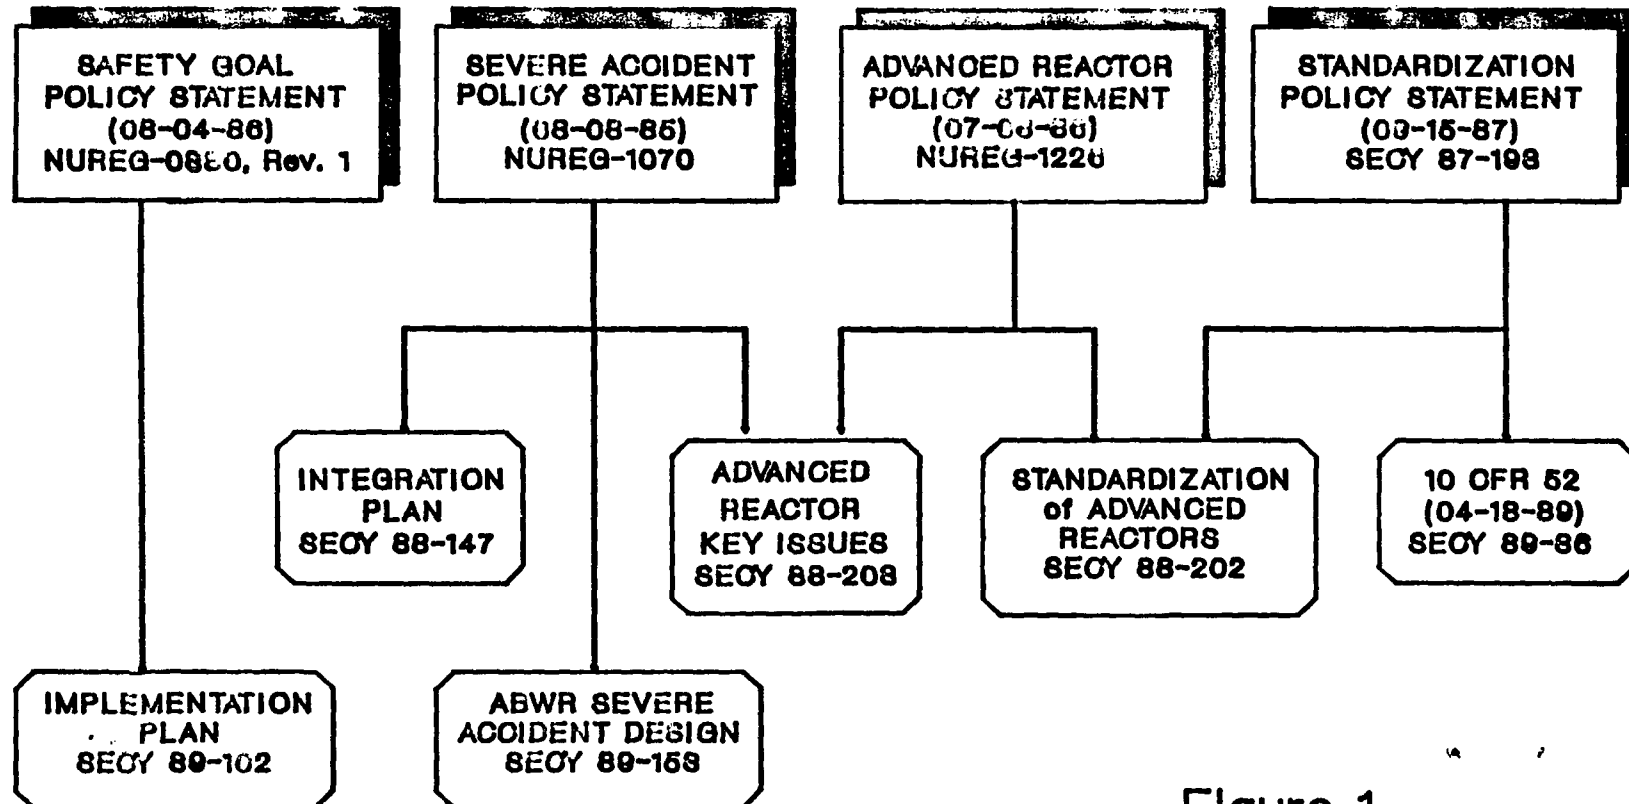 SAFETY GOAL
POLICY STATEMENT
(08-04-86)
NUREG-0880, Rev. 1
SEVERE ACCIDENT
POLICY STATEMENT
(08-08-85)
NUREG-1070
ADVANCED REACTOR
POLICY STATEMENT
NUREG-1226
STANDARDIZATION
POLICY STATEMENT
(09-15-87)
SECY 87-198
INTEGRATION
PLAN
SECY 88-147
ADVANCED
REACTOR
KEY ISSUES
SECY 88-203
STANDARDIZATION
of ADVANCED
REACTORS
SECY 88-202
10 CFR 52
(04-18-89)
SECY 89-86
IMPLEMENTATION
PLAN
SECY 89-102
ABWR SEVERE
ACCIDENT DESIGN
SECY 89-153
Figure 1